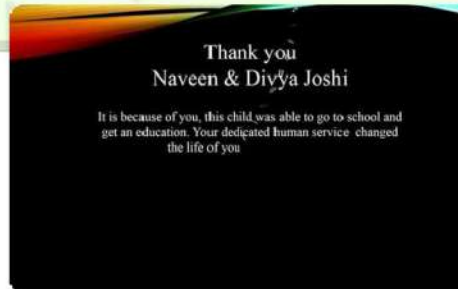 Thank you
Naveen & Divya Joshi
It is because of you, this child was able to go to school and
get an education. Your dedicated human service changed
the life of you